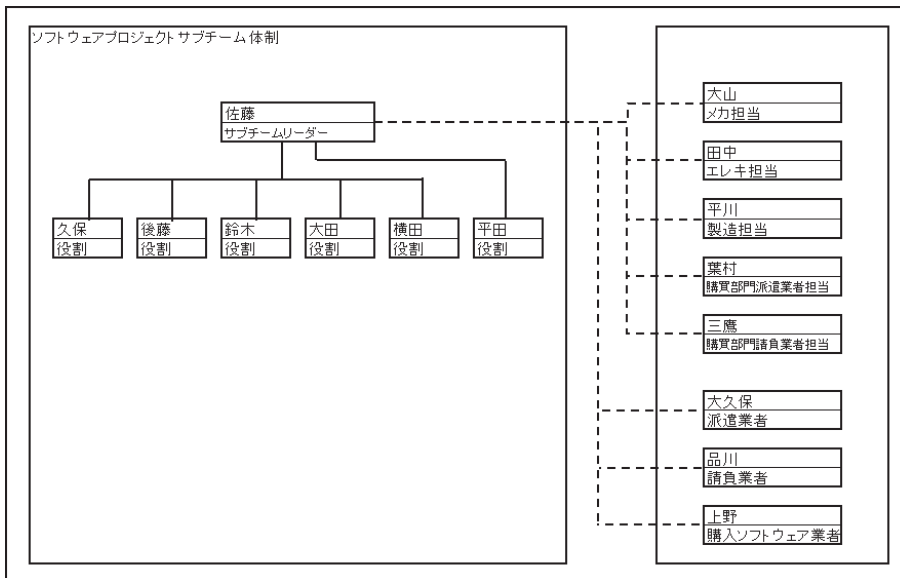 ソフトウェアプロジェクトサブチーム体制
佐藤
サブチームリーダー
久保
役割
後藤
役割
鈴木
役割
大田
役割
横田
役割
平田
役割
大山
メカ担当
田中
エレキ担当
平川
製造担当
葉村
購買部門派遣業者担当
三鷹
購買部門請負業者担当
大久保
派遣業者
品川
請負業者
上野
購入ソフトウェア業者